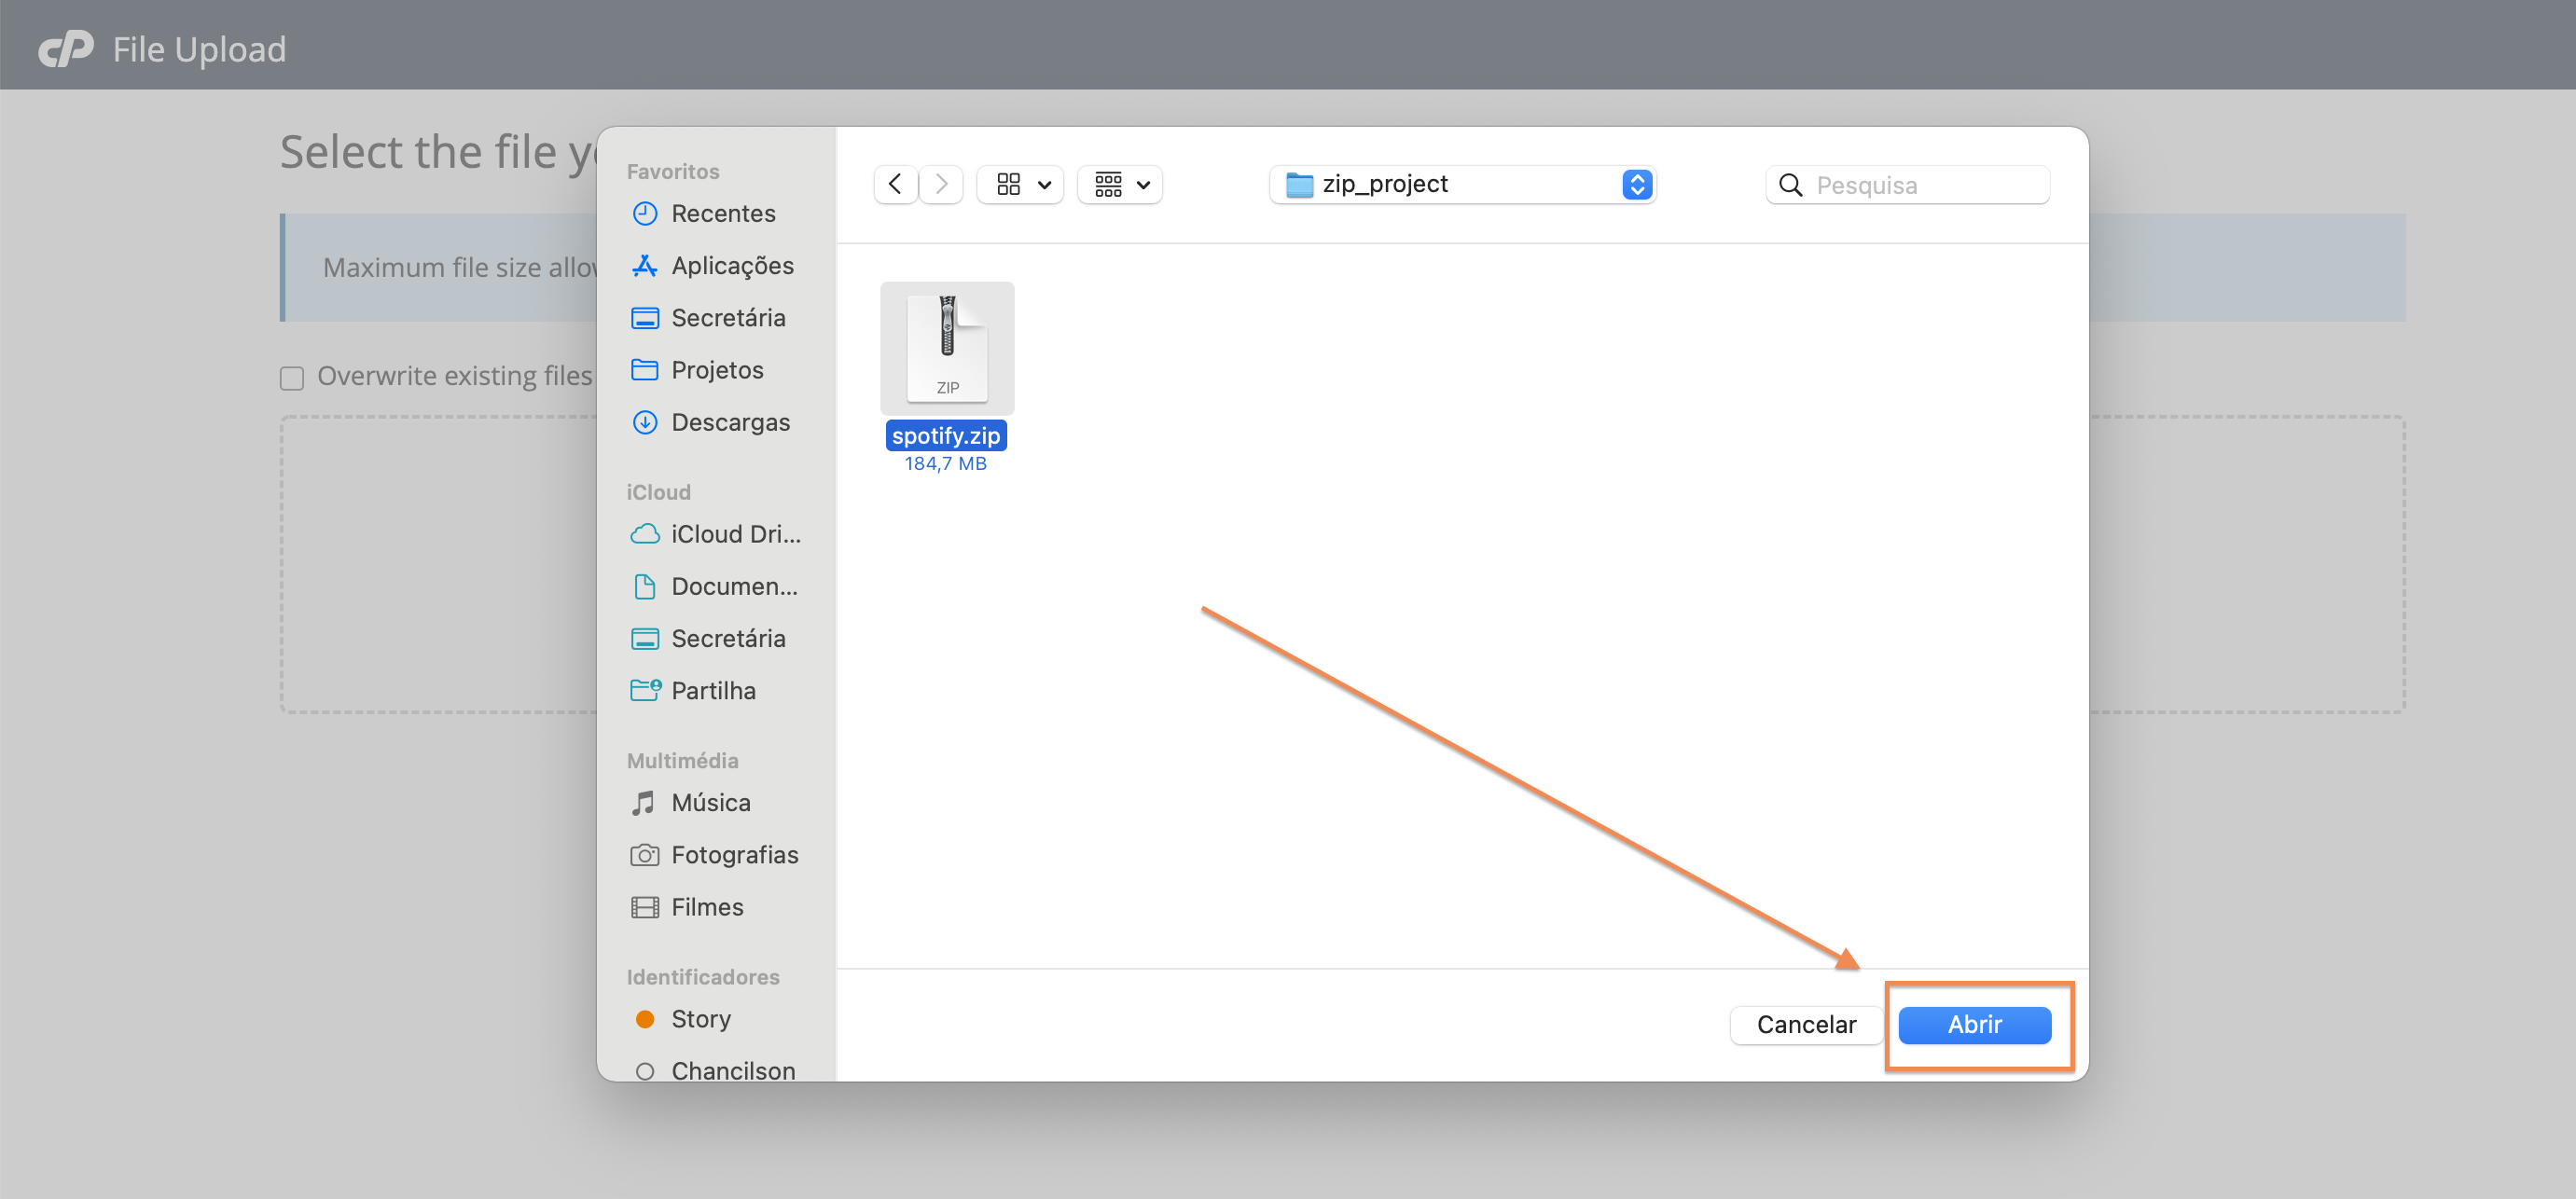 cP File Upload
Select the file y
Maximum file size allo
Overwrite existing files
Favoritos
Recentes
Aplicações
Secretária
Projetos
Descargas
iCloud
iCloud Dri...
Documen...
Secretária
Partilha
Multimédia
Música
Fotografias
Filmes
Identificadores
Story
Chancilson
zip_project
Pesquisa
ZIP
spotify.zip
184,7 MB
Cancelar
Abrir